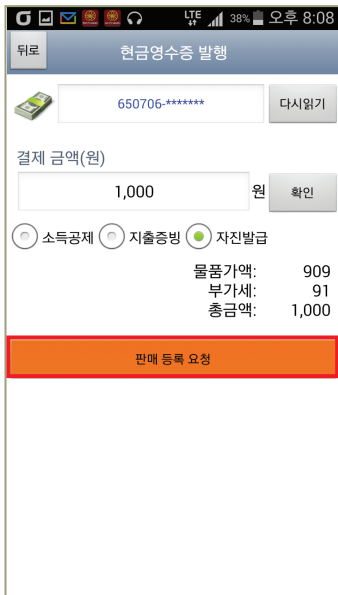 LTE 38% 오후 8:08
뒤로 현금영수증 발행
650706-******* 다시읽기
결제 금액(원)
1,000 원 확인
소득공제 지출증빙 자진발급
물품가액: 909
부가세: 91
총금액: 1,000
판매 등록 요청